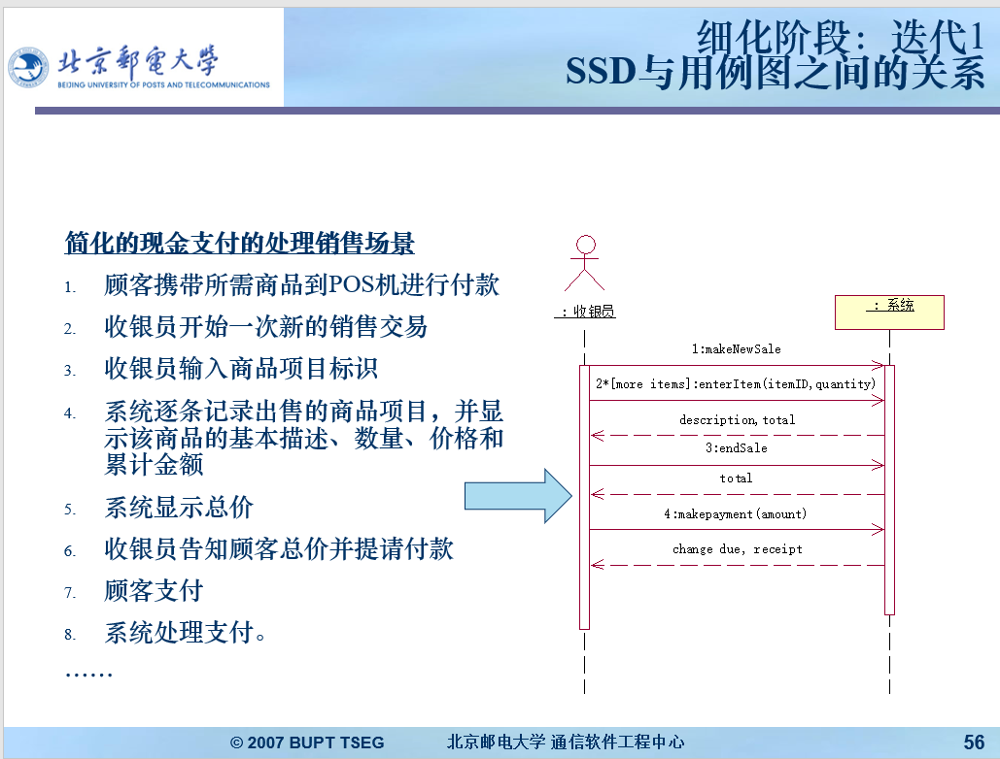 北京郵電大学
BEIJING UNIVERSITY OF POSTS AND TELECOMMUNICATIONS
细化阶段：迭代1
SSD与用例图之间的关系
简化的现金支付的处理销售场景
1. 顾客携带所需商品到POS机进行付款
2. 收银员开始一次新的销售交易
3. 收银员输入商品项目标识
4. 系统逐条记录出售的商品项目，并显
示该商品的基本描述、数量、价格和
累计金额
5. 系统显示总价
6. 收银员告知顾客总价并提请付款
7. 顾客支付
8. 系统处理支付。
……
：收银员
：系统
1:makeNewSale
2*[more items]:enterItem(itemID,quantity)
description,total
3:endSale
total
4:makepayment(amount)
change due, receipt
© 2007 BUPT TSEG
北京邮电大学 通信软件工程中心
56